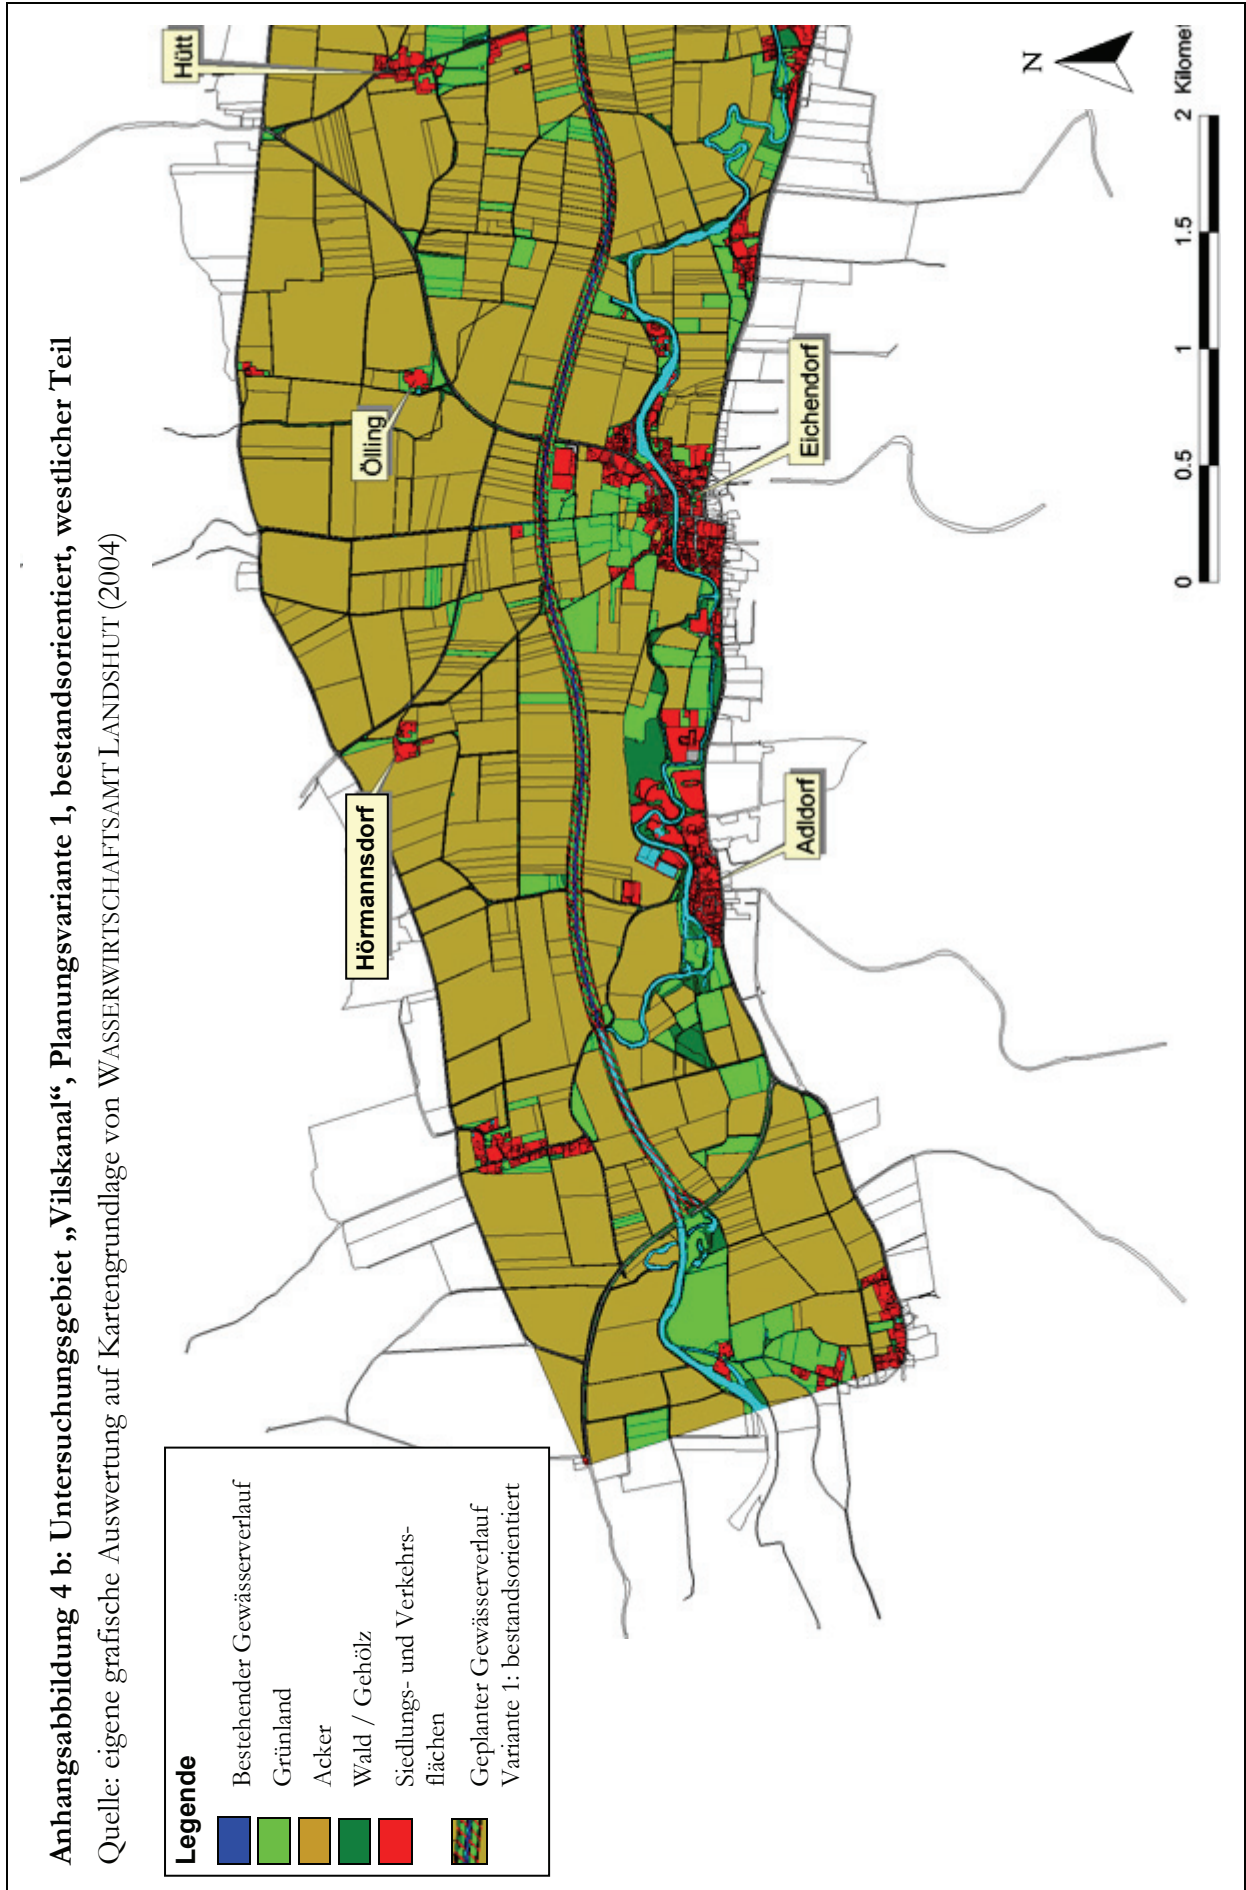 Anhangsabbildung 4 b: Untersuchungsgebiet „Vilskanal“, Planungsvariante 1, bestandsorientiert, westlicher Teil
Quelle: eigene grafische Auswertung auf Kartengrundlage von WASSERWIRTSCHAFTSAMT LANDSHUT (2004)
Legende
Bestehender Gewässerverlauf
Grünland
Acker
Wald / Gehölz
Siedlungs- und Verkehrs-
flächen
Geplanter Gewässerverlauf
Variante 1: bestandsorientiert
Hörmannsdorf
Ölling
Hütt
Adldorf
Eichendorf
N
0 0.5 1 1.5 2 Kilomet